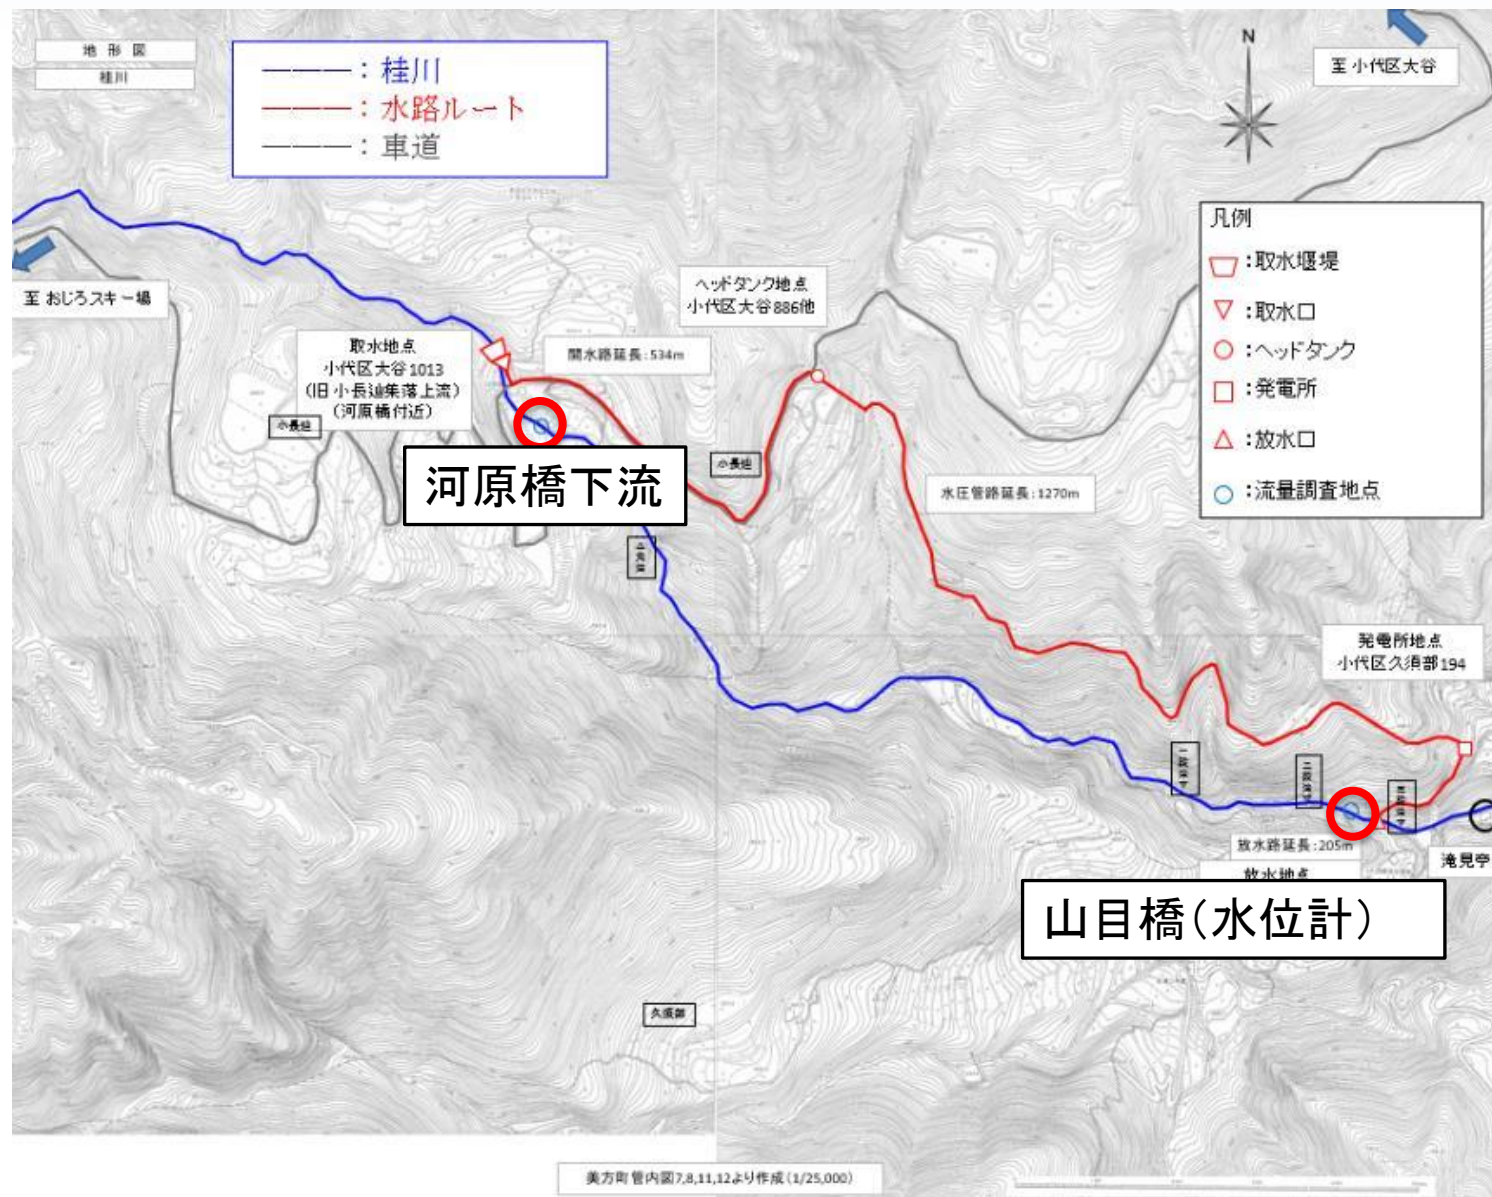 地 形 図
桂川
―――：桂川
―――：水路ルート
―――：車道
N
至 小代区大谷
凡例
：取水堰堤
：取水口
：ヘッドタンク
：発電所
：放水口
：流量調査地点
至 おじろスキー場
ヘッドタンク地点
小代区大谷886他
取水地点
小代区大谷1013
(旧小長辿集落上流)
(河原橋付近)
開水路延長：534m
小長辿
河原橋下流
小長辿
水圧管路延長：1270m
発電所地点
小代区久須部194
放水路延長：205m
放水地点
滝見亭
山目橋（水位計）
久須部
美方町管内図7,8,11,12より作成(1/25,000)